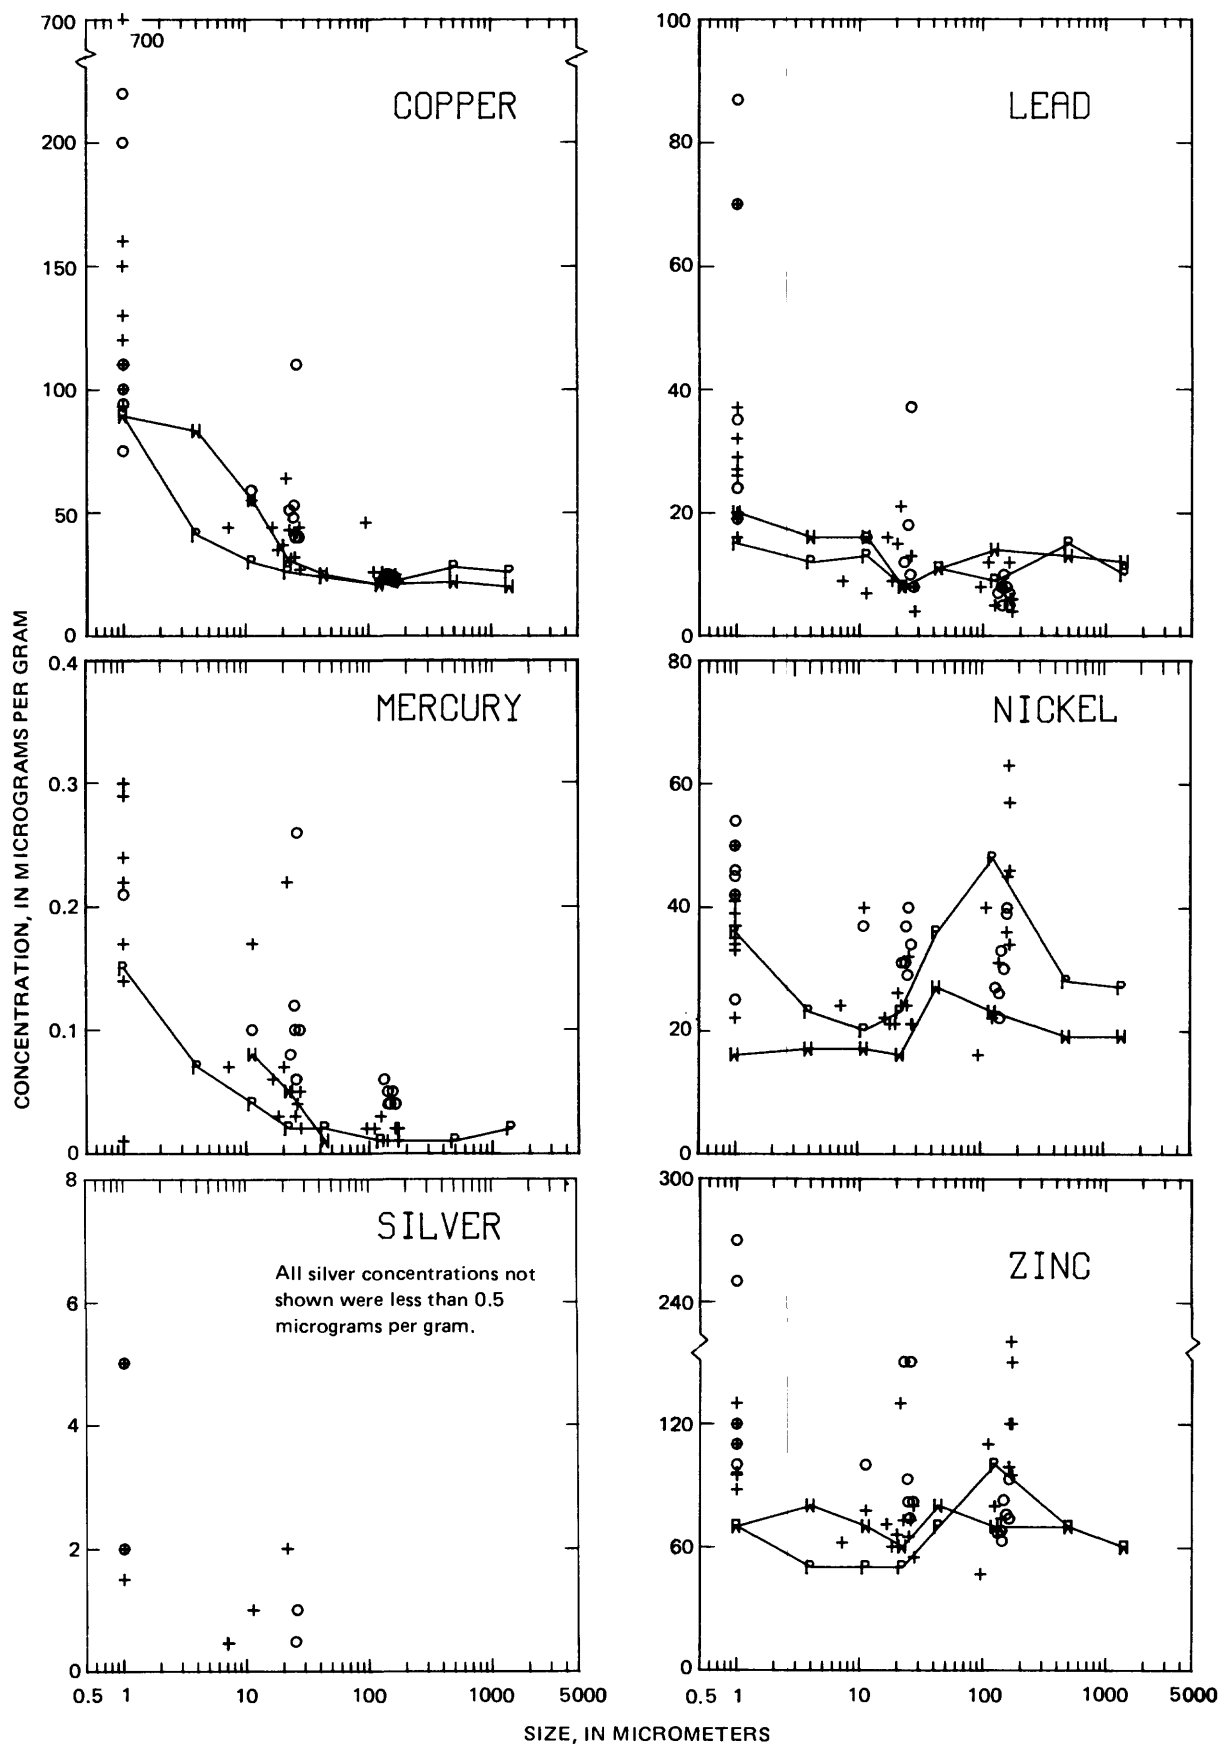 700
700
COPPER
200
150
100
50
0
LEAD
100
80
60
40
20
0
CONCENTRATION, IN MICROGRAMS PER GRAM
MERCURY
0.4
0.3
0.2
0.1
0
NICKEL
80
60
40
20
0
SILVER
All silver concentrations not
shown were less than 0.5
micrograms per gram.
8
6
4
2
0
0.5 1 10 100 1000 5000
ZINC
300
240
120
60
0
0.5 1 10 100 1000 5000
SIZE, IN MICROMETERS